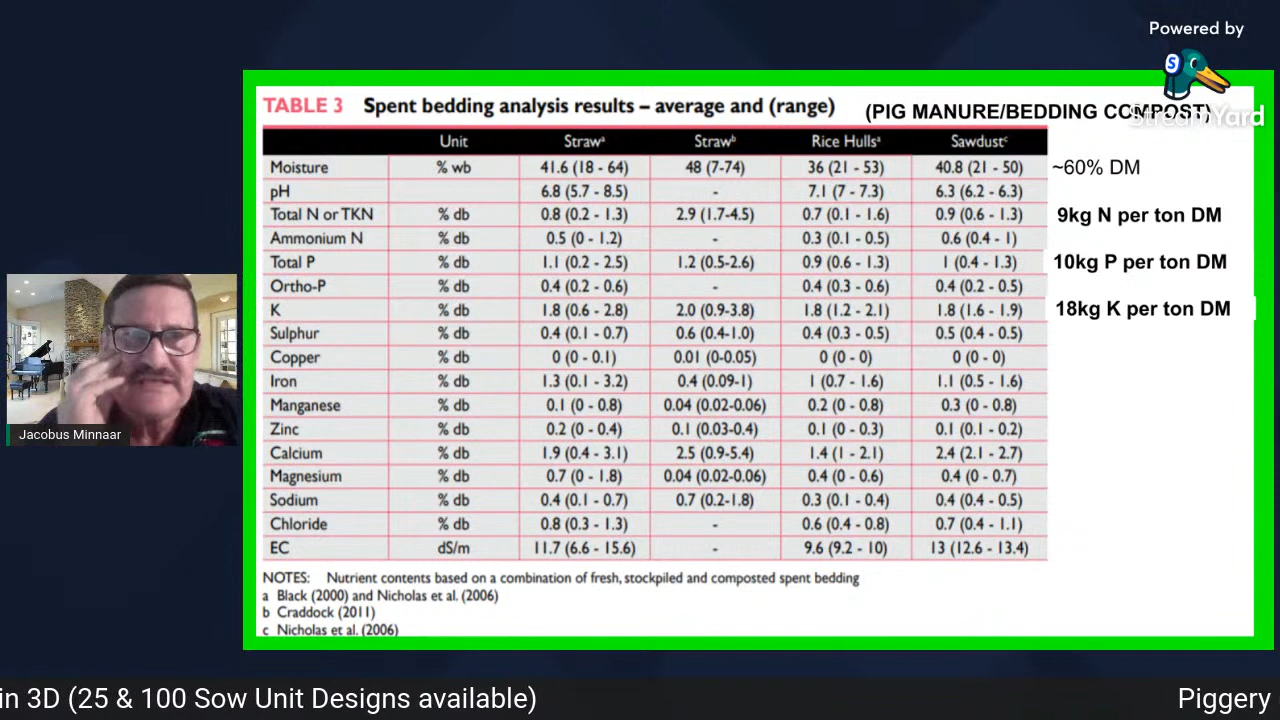 Powered by
StreamYard
TABLE 3 Spent bedding analysis results – average and (range) (PIG MANURE/BEDDING COMPOST)
Unit Strawᵃ Strawᵇ Rice Hullsᵃ Sawdustᶜ
Moisture % wb 41.6 (18 - 64) 48 (7-74) 36 (21 - 53) 40.8 (21 - 50) ~60% DM
pH 6.8 (5.7 - 8.5) - 7.1 (7 - 7.3) 6.3 (6.2 - 6.3)
Total N or TKN % db 0.8 (0.2 - 1.3) 2.9 (1.7-4.5) 0.7 (0.1 - 1.6) 0.9 (0.6 - 1.3) 9kg N per ton DM
Ammonium N % db 0.5 (0 - 1.2) - 0.3 (0.1 - 0.5) 0.6 (0.4 - 1)
Total P % db 1.1 (0.2 - 2.5) 1.2 (0.5-2.6) 0.9 (0.6 - 1.3) 1 (0.4 - 1.3) 10kg P per ton DM
Ortho-P % db 0.4 (0.2 - 0.6) - 0.4 (0.3 - 0.6) 0.4 (0.2 - 0.5)
K % db 1.8 (0.6 - 2.8) 2.0 (0.9-3.8) 1.8 (1.2 - 2.1) 1.8 (1.6 - 1.9) 18kg K per ton DM
Sulphur % db 0.4 (0.1 - 0.7) 0.6 (0.4-1.0) 0.4 (0.3 - 0.5) 0.5 (0.4 - 0.5)
Copper % db 0 (0 - 0.1) 0.01 (0-0.05) 0 (0 - 0) 0 (0 - 0)
Iron % db 1.3 (0.1 - 3.2) 0.4 (0.09-1) 1 (0.7 - 1.6) 1.1 (0.5 - 1.6)
Manganese % db 0.1 (0 - 0.8) 0.04 (0.02-0.06) 0.2 (0 - 0.8) 0.3 (0 - 0.8)
Zinc % db 0.2 (0 - 0.4) 0.1 (0.03-0.4) 0.1 (0 - 0.3) 0.1 (0.1 - 0.2)
Calcium % db 1.9 (0.4 - 3.1) 2.5 (0.9-5.4) 1.4 (1 - 2.1) 2.4 (2.1 - 2.7)
Magnesium % db 0.7 (0 - 1.8) 0.04 (0.02-0.06) 0.4 (0 - 0.6) 0.4 (0 - 0.7)
Sodium % db 0.4 (0.1 - 0.7) 0.7 (0.2-1.8) 0.3 (0.1 - 0.4) 0.4 (0.4 - 0.5)
Chloride % db 0.8 (0.3 - 1.3) - 0.6 (0.4 - 0.8) 0.7 (0.4 - 1.1)
EC dS/m 11.7 (6.6 - 15.6) - 9.6 (9.2 - 10) 13 (12.6 - 13.4)
NOTES: Nutrient contents based on a combination of fresh, stockpiled and composted spent bedding
a Black (2000) and Nicholas et al. (2006)
b Craddock (2011)
c Nicholas et al. (2006)
Jacobus Minnaar
in 3D (25 & 100 Sow Unit Designs available) Piggery